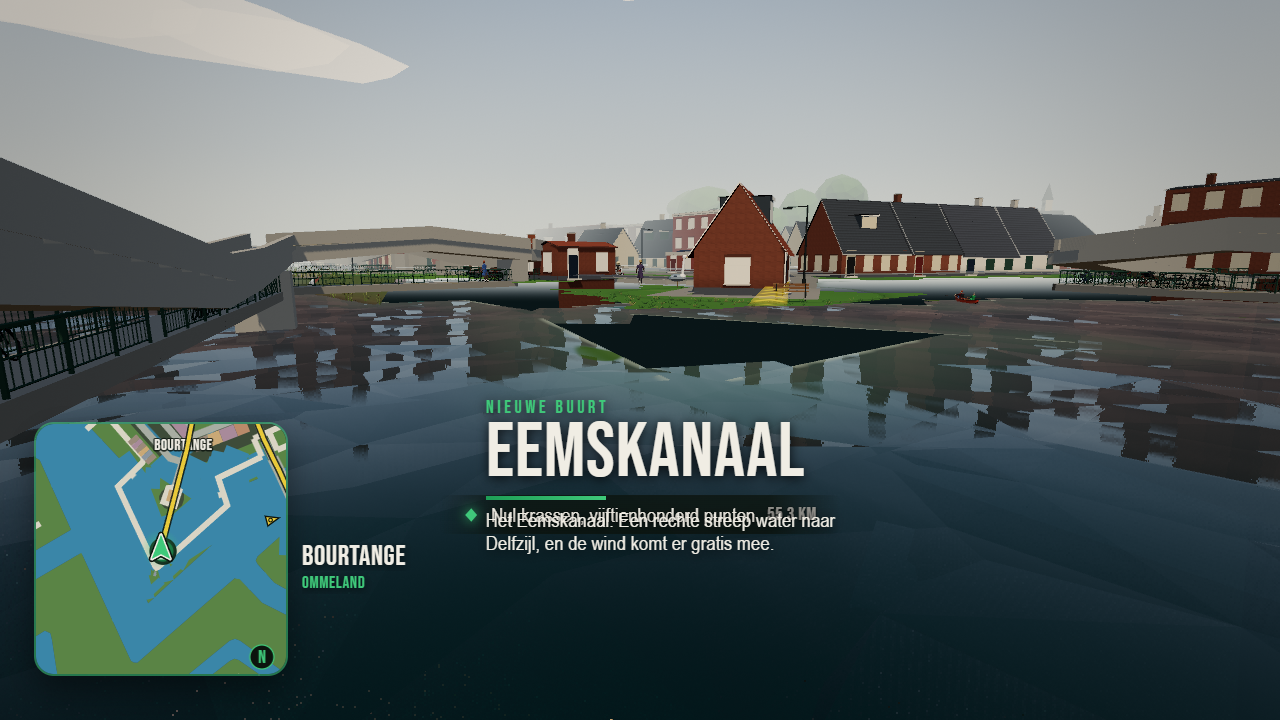 NIEUWE BUURT
EEMSKANAAL
Nul krassen, vijftienhonderd punten. 55.3 KM
Het Eemskanaal. Een rechte streep water naar
Delfzijl, en de wind komt er gratis mee.
BOURTANGE
BOURTANGE
OMMELAND
N